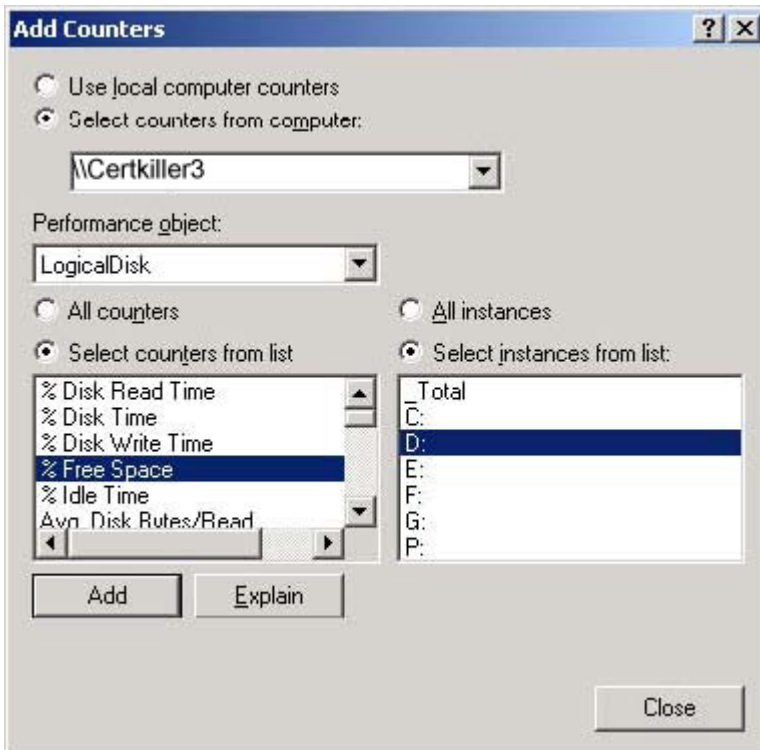 Add Counters
Use local computer counters
Select counters from computer:
\\Certkiller3
Performance object:
LogicalDisk
All counters
All instances
Select counters from list
Select instances from list:
% Disk Read Time
% Disk Time
% Disk Write Time
% Free Space
% Idle Time
Avg. Disk Bytes/Read
_Total
C:
D:
E:
F:
G:
P:
Add
Explain
Close